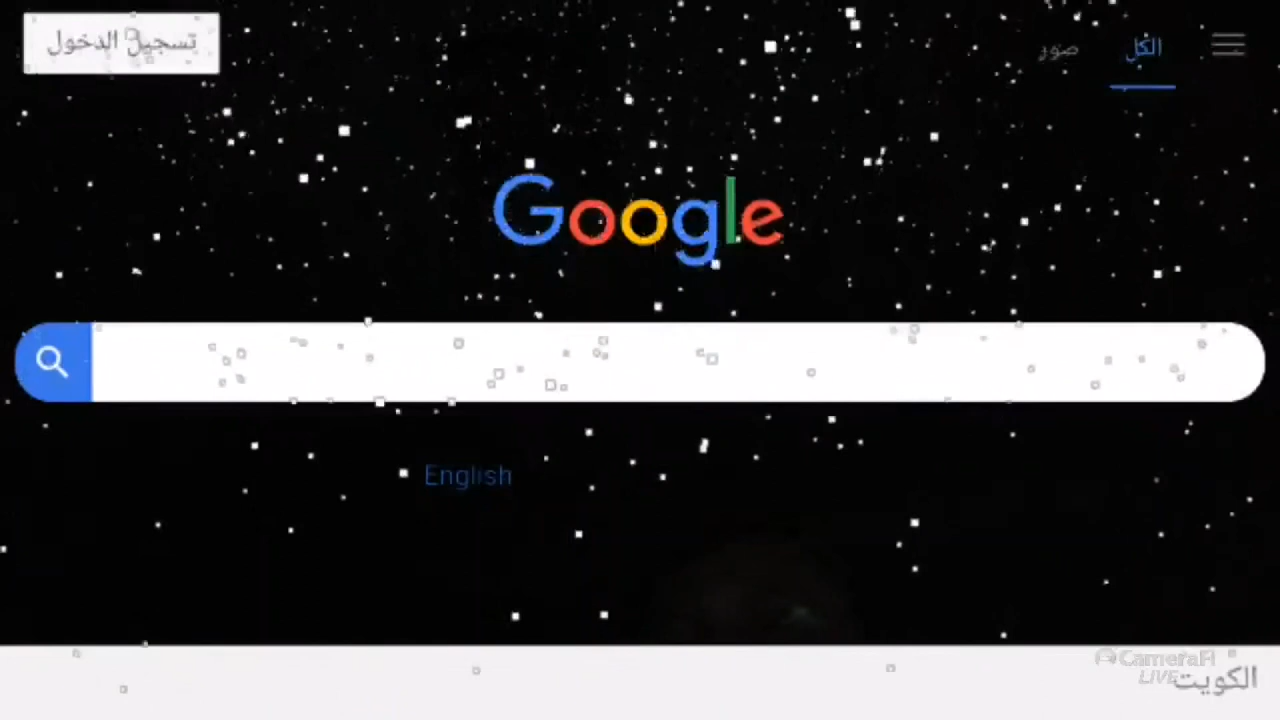 تسجيل الدخول
الكل
صور
Google
English
CameraFi
LIVE
الكويت